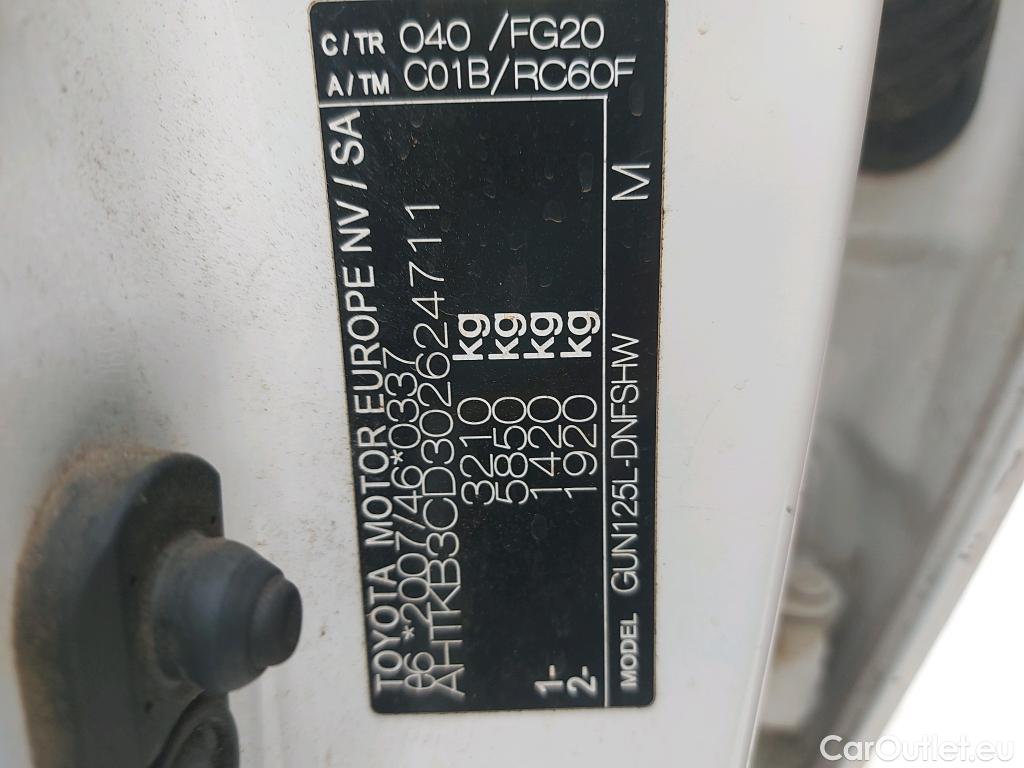 TOYOTA MOTOR EUROPE NV / SA
e6 *2007/46*0337
AHTKB3CD302624711
3210 kg
5850 kg
1- 1420 kg
2- 1920 kg
MODEL GUN125L-DNFSHW M
C/TR 040 /FG20
A/TM C01B/RC60F
CarOutlet.eu